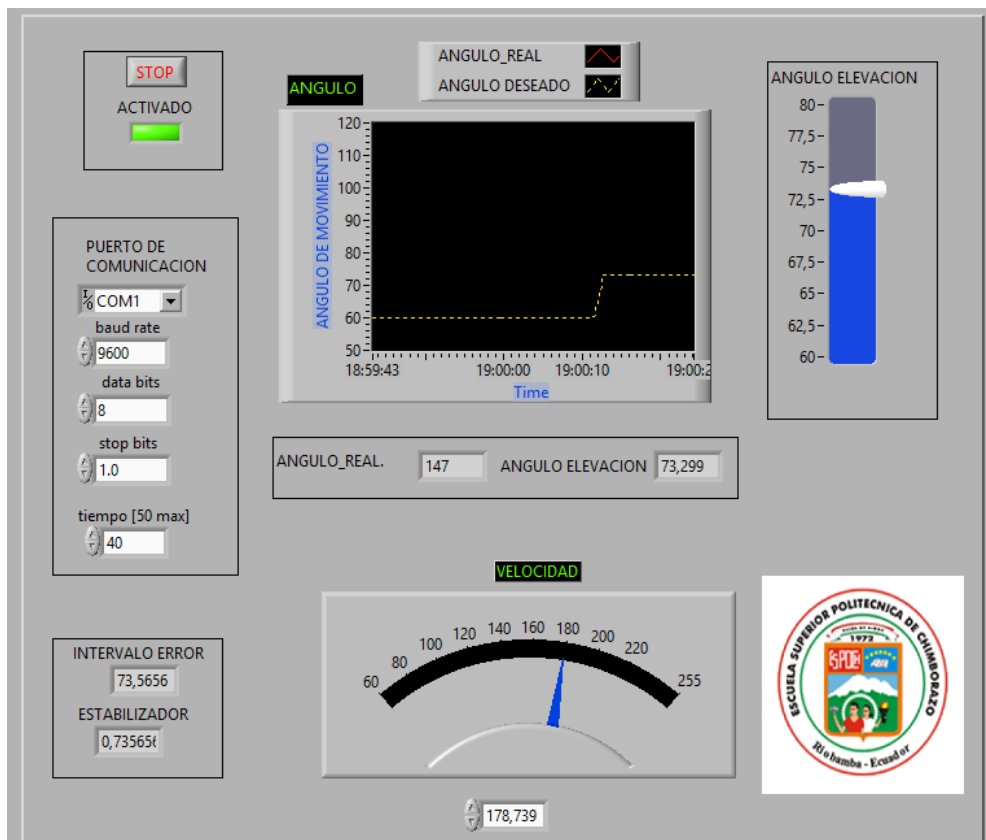 STOP
ACTIVADO
ANGULO_REAL
ANGULO DESEADO
ANGULO
ANGULO DE MOVIMIENTO
120
110
100
90
80
70
60
50
18:59:43
19:00:00
19:00:10
19:00:2
Time
ANGULO ELEVACION
80
77,5
75
72,5
70
67,5
65
62,5
60
PUERTO DE
COMUNICACION
I/O COM1
baud rate
9600
data bits
8
stop bits
1.0
tiempo [50 max]
40
ANGULO_REAL. 147 ANGULO ELEVACION 73,299
VELOCIDAD
60
80
100
120
140
160
180
200
220
255
178,739
INTERVALO ERROR
73,5656
ESTABILIZADOR
0,735656
ESCUELA SUPERIOR POLITECNICA DE CHIMBORAZO
1972
ESPOCH
Riobamba - Ecuador